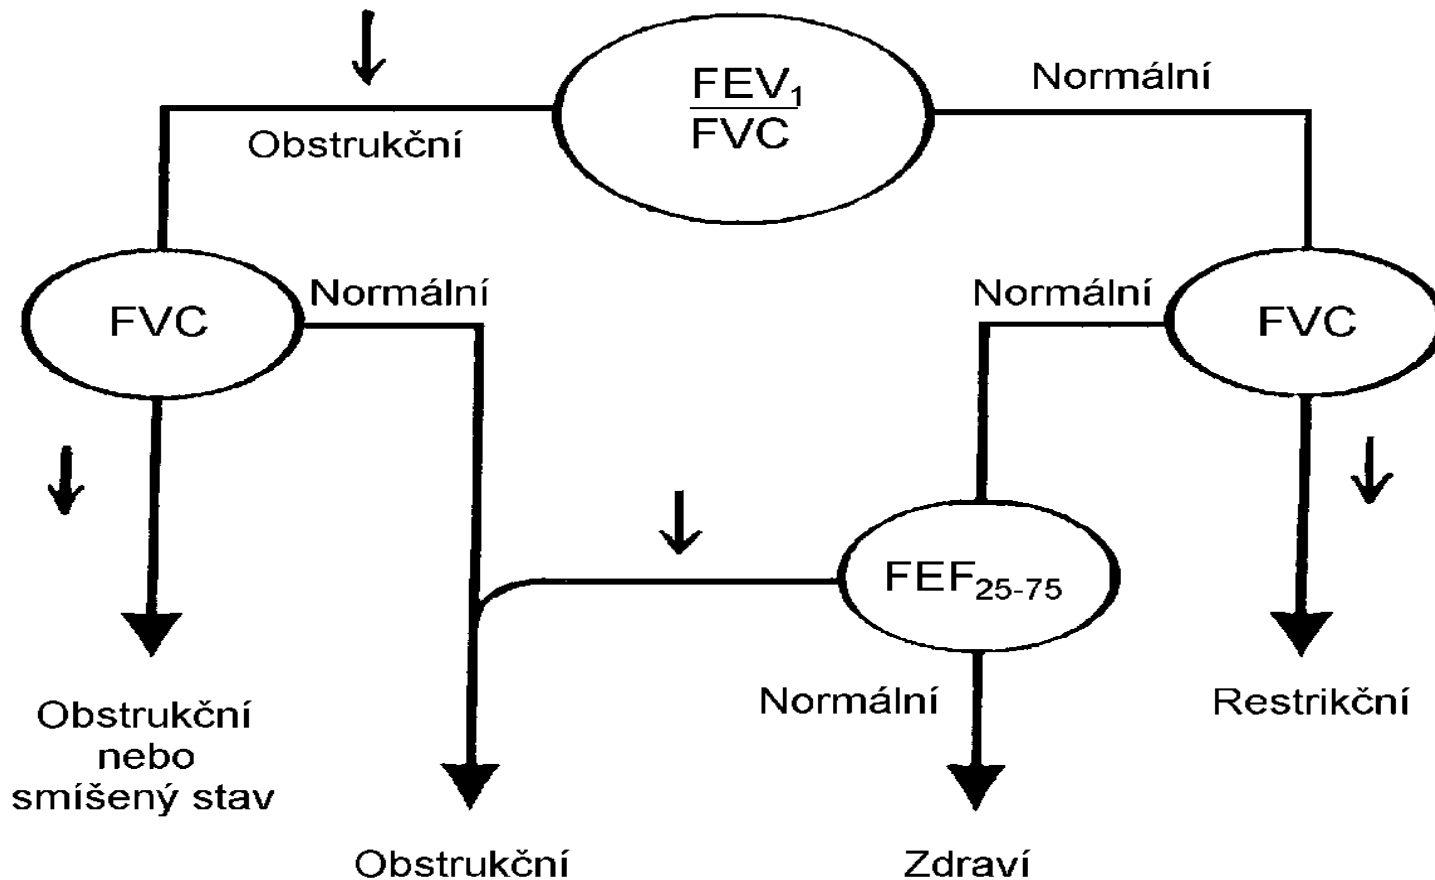 FEV₁
FVC
Normální
Obstrukční
FVC
Normální
Normální
FVC
FEF₂₅₋₇₅
Normální
Restrikční
Obstrukční
nebo
smíšený stav
Obstrukční
Zdraví